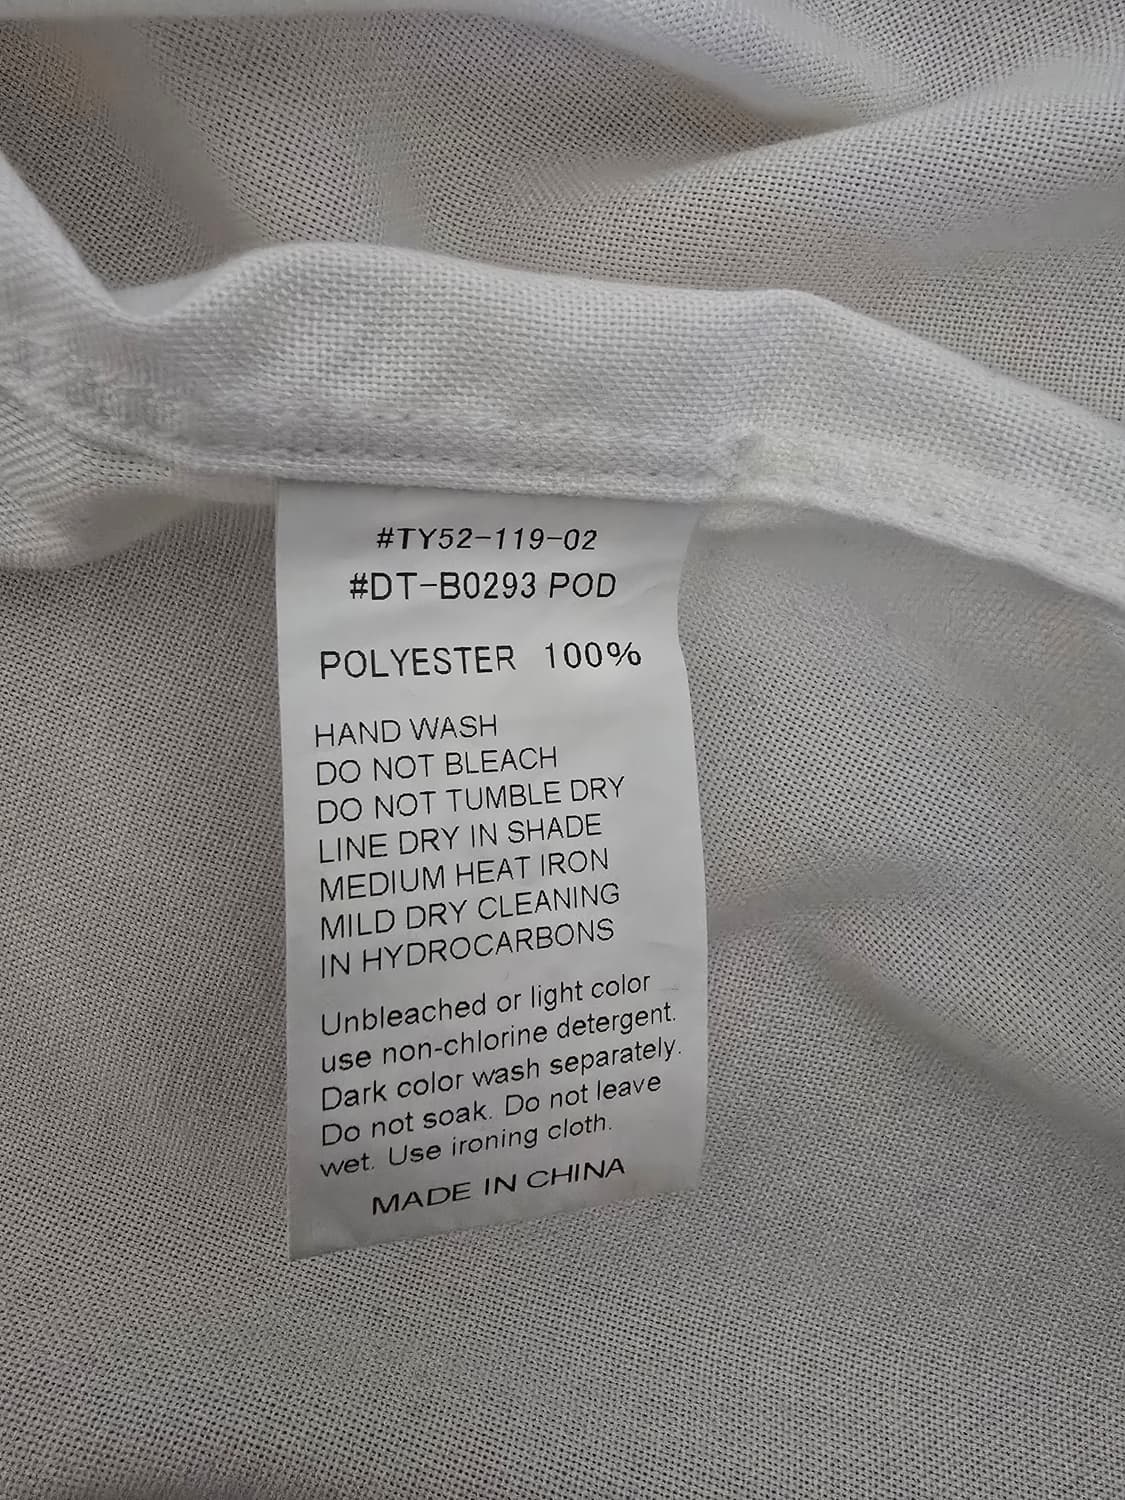 #TY52-119-02
#DT-B0293 POD
POLYESTER 100%
HAND WASH
DO NOT BLEACH
DO NOT TUMBLE DRY
LINE DRY IN SHADE
MEDIUM HEAT IRON
MILD DRY CLEANING
IN HYDROCARBONS
Unbleached or light color
use non-chlorine detergent.
Dark color wash separately.
Do not soak. Do not leave
wet. Use ironing cloth.
MADE IN CHINA